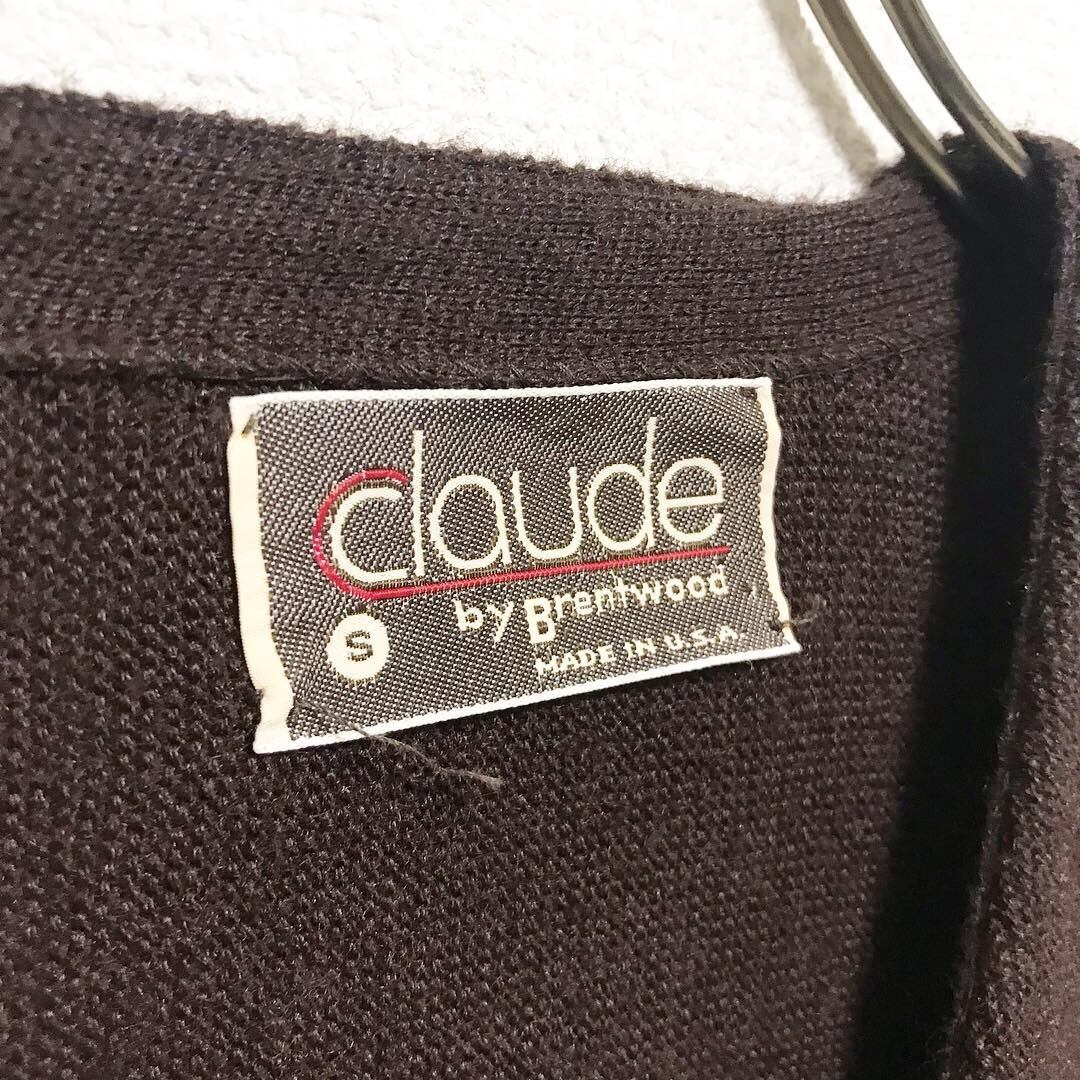 claude
by Brentwood
S
MADE IN U.S.A.